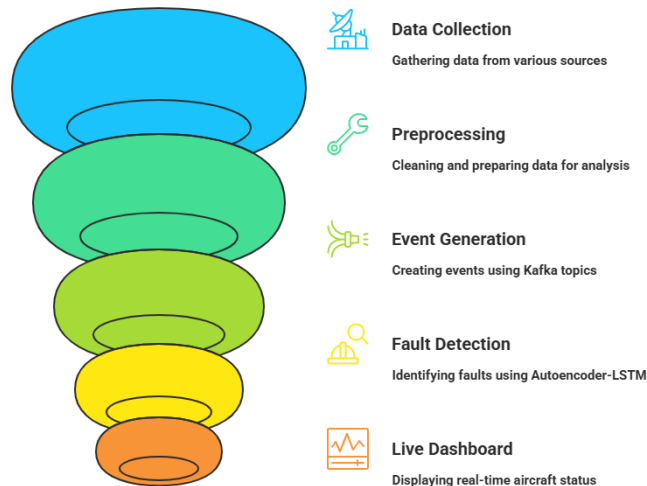 Data Collection
Gathering data from various sources
Preprocessing
Cleaning and preparing data for analysis
Event Generation
Creating events using Kafka topics
Fault Detection
Identifying faults using Autoencoder-LSTM
Live Dashboard
Displaying real-time aircraft status